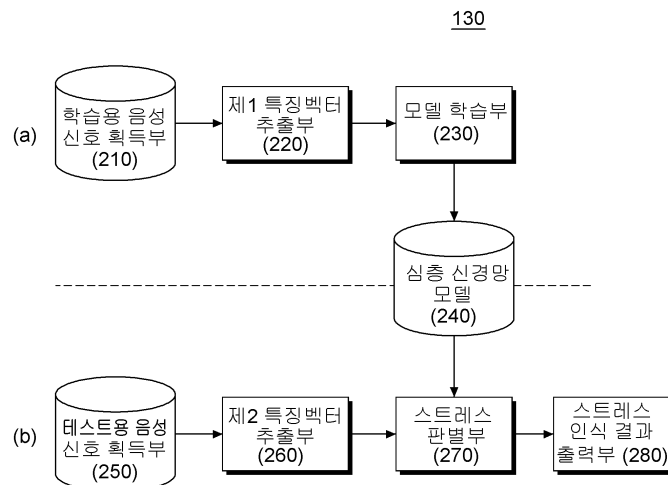 130
(a)
학습용 음성
신호 획득부
(210)
제1 특징벡터
추출부
(220)
모델 학습부
(230)
심층 신경망
모델
(240)
(b)
테스트용 음성
신호 획득부
(250)
제2 특징벡터
추출부
(260)
스트레스
판별부
(270)
스트레스
인식 결과
출력부 (280)